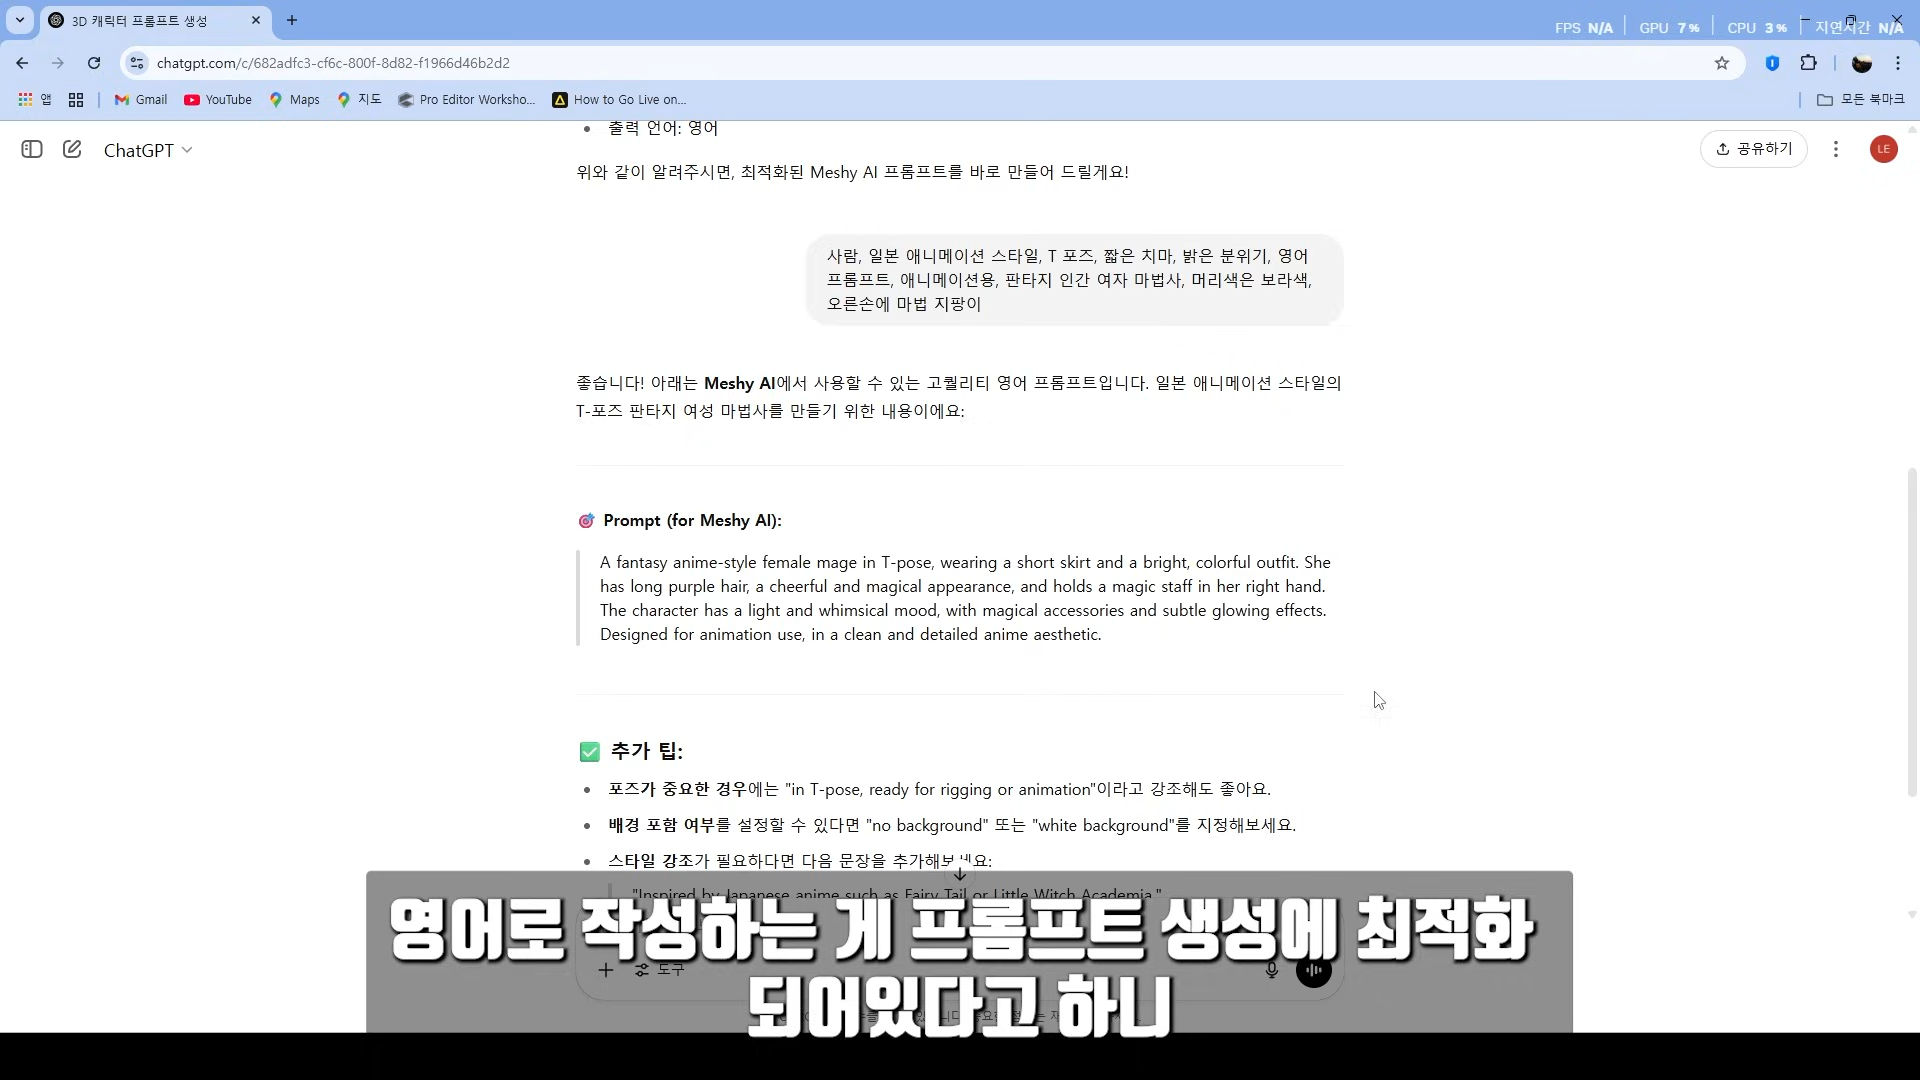 3D 캐릭터 프롬프트 생성
FPS N/A GPU 7% CPU 3% 지연시간 N/A
chatgpt.com/c/682adfc3-cf6c-800f-8d82-f1966d46b2d2
앱 Gmail YouTube Maps 지도 Pro Editor Worksho... How to Go Live on... 모든 북마크
출력 언어: 영어
ChatGPT 공유하기 LE
위와 같이 알려주시면, 최적화된 Meshy AI 프롬프트를 바로 만들어 드릴게요!
사람, 일본 애니메이션 스타일, T 포즈, 짧은 치마, 밝은 분위기, 영어
프롬프트, 애니메이션용, 판타지 인간 여자 마법사, 머리색은 보라색,
오른손에 마법 지팡이
좋습니다! 아래는 Meshy AI에서 사용할 수 있는 고퀄리티 영어 프롬프트입니다. 일본 애니메이션 스타일의
T-포즈 판타지 여성 마법사를 만들기 위한 내용이에요:
Prompt (for Meshy AI):
A fantasy anime-style female mage in T-pose, wearing a short skirt and a bright, colorful outfit. She
has long purple hair, a cheerful and magical appearance, and holds a magic staff in her right hand.
The character has a light and whimsical mood, with magical accessories and subtle glowing effects.
Designed for animation use, in a clean and detailed anime aesthetic.
추가 팁:
포즈가 중요한 경우에는 "in T-pose, ready for rigging or animation"이라고 강조해도 좋아요.
배경 포함 여부를 설정할 수 있다면 "no background" 또는 "white background"를 지정해보세요.
스타일 강조가 필요하다면 다음 문장을 추가해보세요:
"Inspired by Japanese anime such as Fairy Tail or Little Witch Academia."
영어로 작성하는 게 프롬프트 생성에 최적화
도구
되어있다고 하니